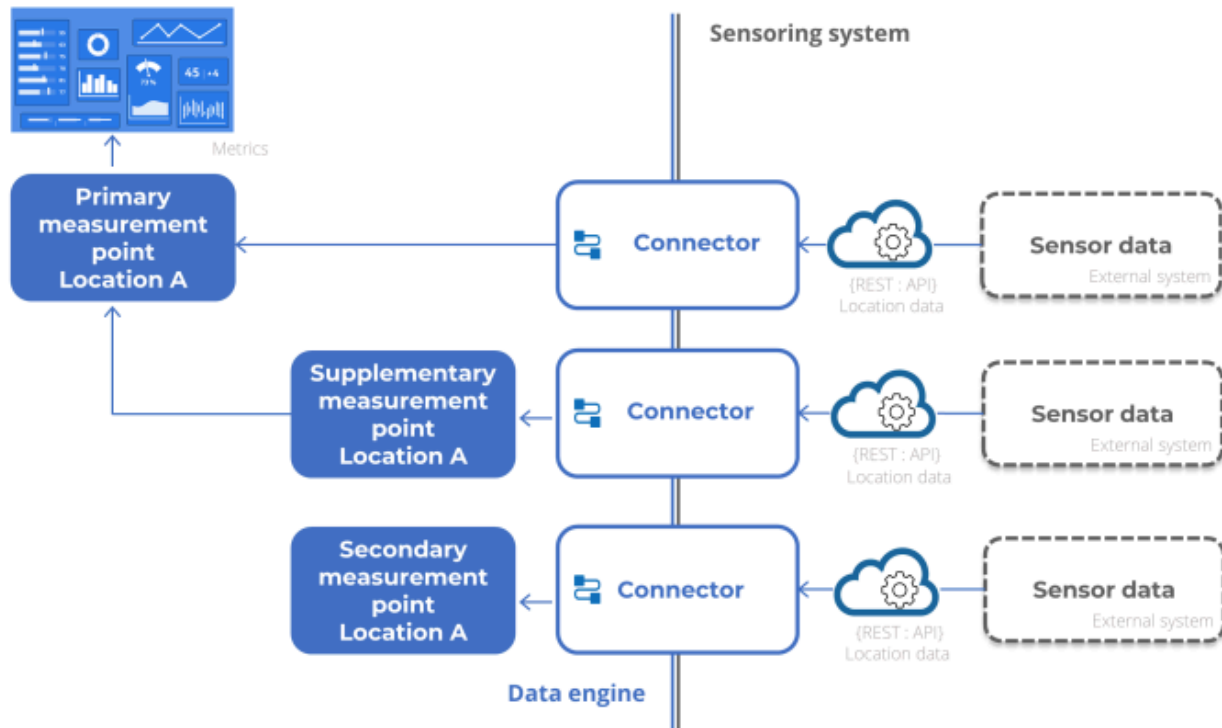 Sensoring system
45 | +4
Metrics
Primary
measurement
point
Location A
Connector
{REST : API}
Location data
Sensor data
External system
Supplementary
measurement
point
Location A
Connector
{REST : API}
Location data
Sensor data
External system
Secondary
measurement
point
Location A
Connector
{REST : API}
Location data
Sensor data
External system
Data engine